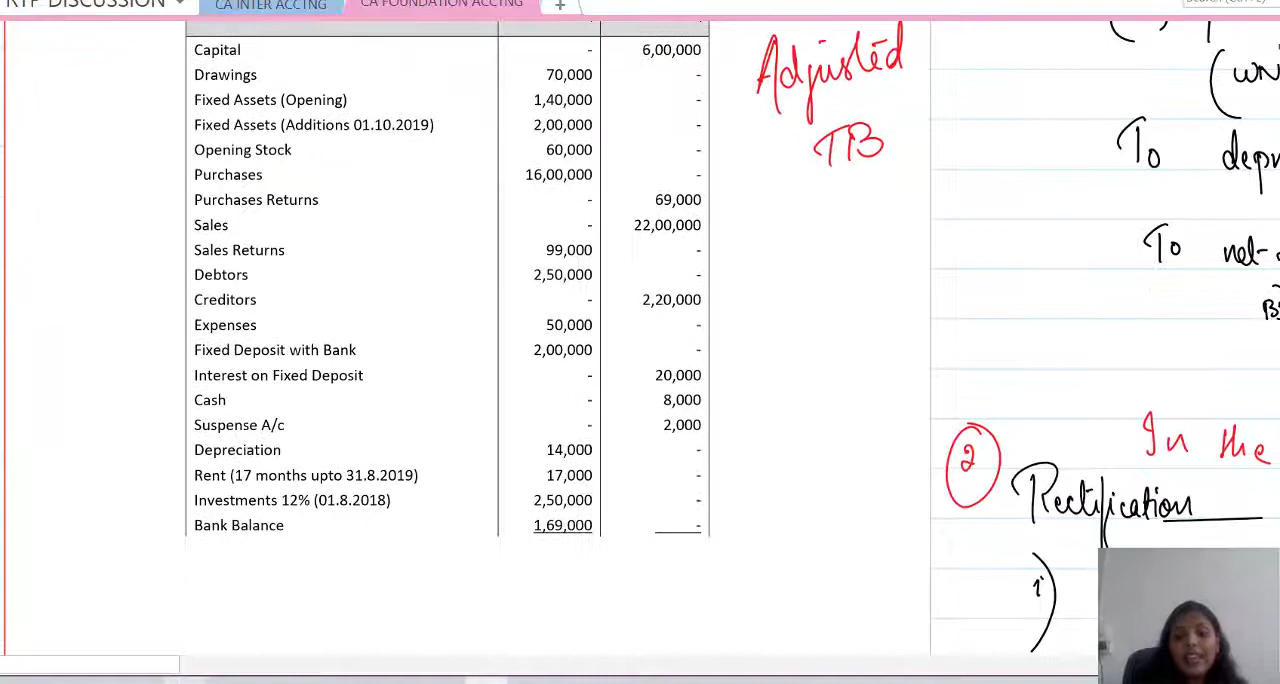 RTP DISCUSSION
CA INTER ACCTNG
CA FOUNDATION ACCTNG
+
Capital - 6,00,000
Drawings 70,000 -
Fixed Assets (Opening) 1,40,000 -
Fixed Assets (Additions 01.10.2019) 2,00,000 -
Opening Stock 60,000 -
Purchases 16,00,000 -
Purchases Returns - 69,000
Sales - 22,00,000
Sales Returns 99,000 -
Debtors 2,50,000 -
Creditors - 2,20,000
Expenses 50,000 -
Fixed Deposit with Bank 2,00,000 -
Interest on Fixed Deposit - 20,000
Cash - 8,000
Suspense A/c - 2,000
Depreciation 14,000 -
Rent (17 months upto 31.8.2019) 17,000 -
Investments 12% (01.8.2018) 2,50,000 -
Bank Balance 1,69,000 -
Adjusted
TB
(WN
To depr
To net-
2
In the
Rectification
i)